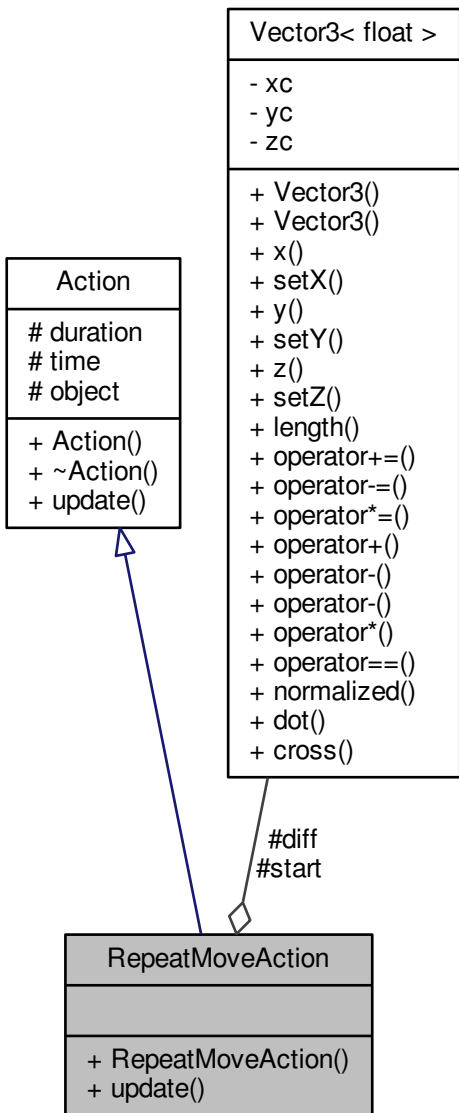 Vector3< float >
- xc
- yc
- zc
+ Vector3()
+ Vector3()
+ x()
+ setX()
+ y()
+ setY()
+ z()
+ setZ()
+ length()
+ operator+=()
+ operator-=()
+ operator*=()
+ operator+()
+ operator-()
+ operator-()
+ operator*()
+ operator==()
+ normalized()
+ dot()
+ cross()
Action
# duration
# time
# object
+ Action()
+ ~Action()
+ update()
#diff
#start
RepeatMoveAction
+ RepeatMoveAction()
+ update()